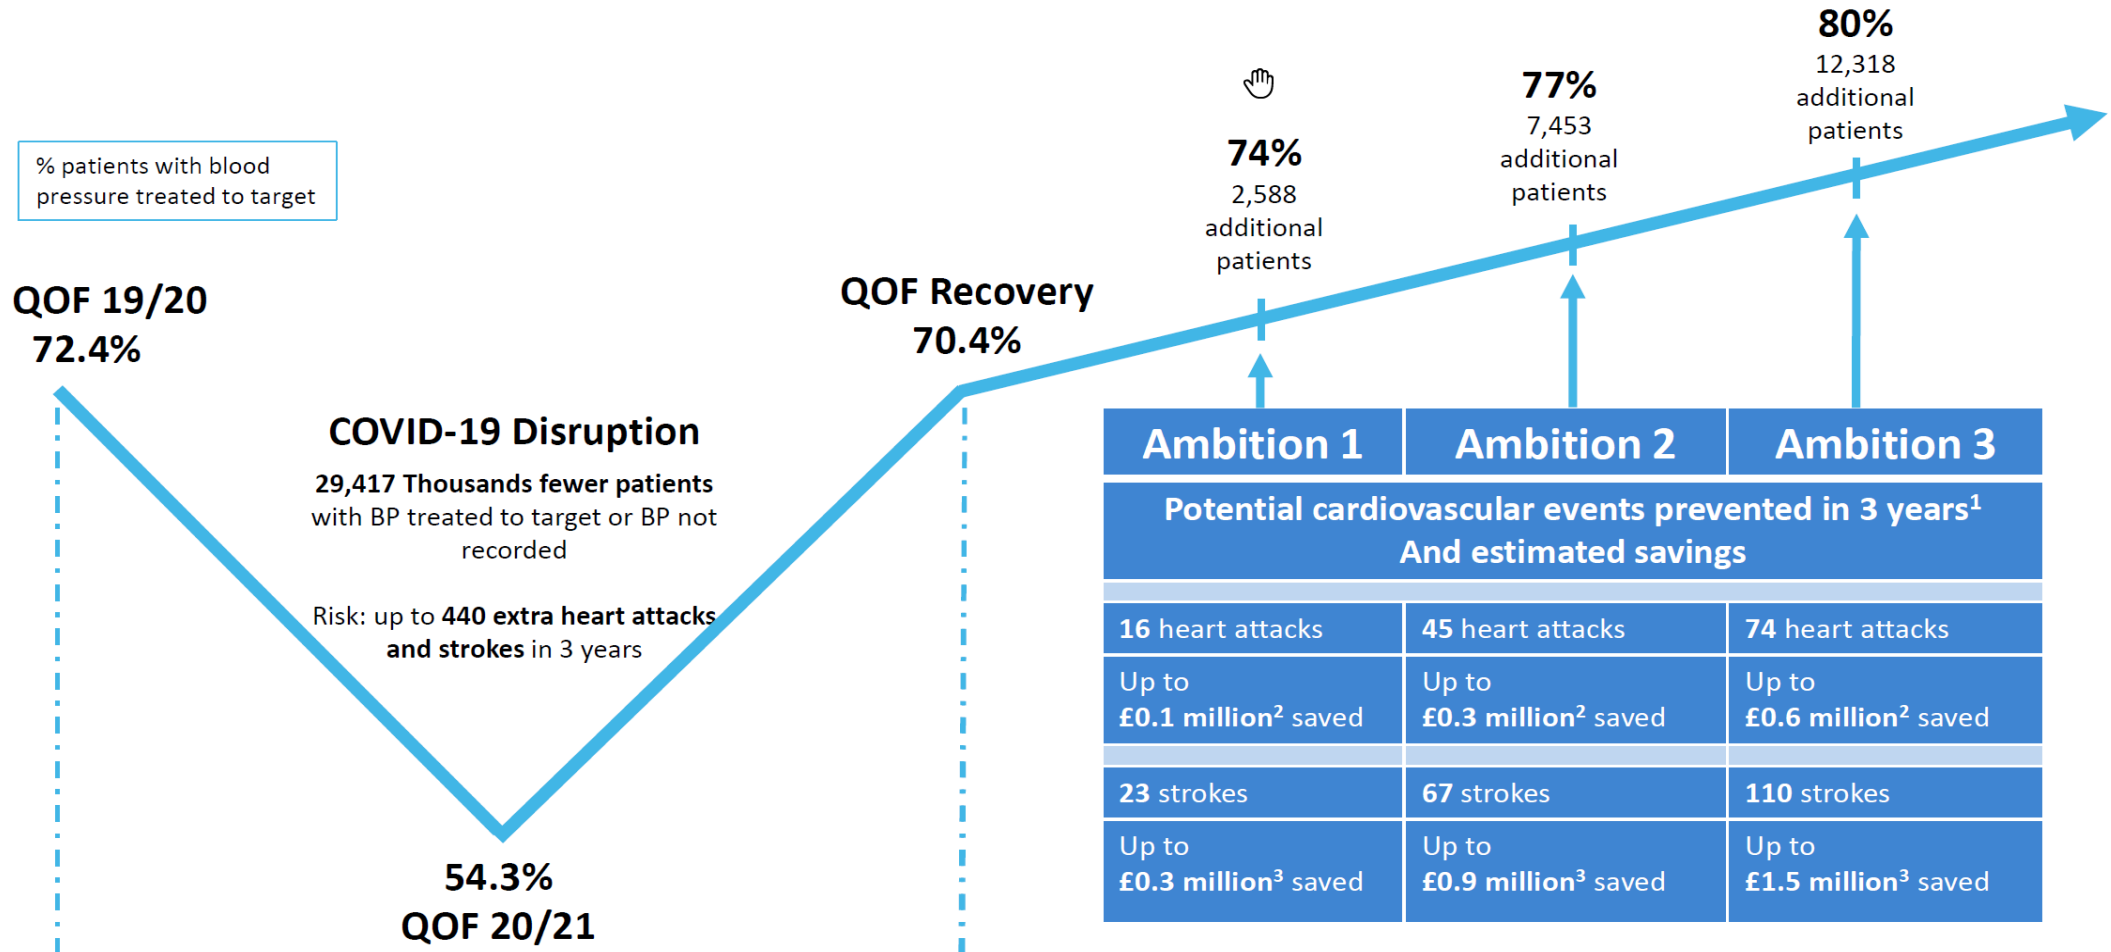 % patients with blood
pressure treated to target
QOF 19/20
72.4%
COVID-19 Disruption
29,417 Thousands fewer patients
with BP treated to target or BP not
recorded
Risk: up to 440 extra heart attacks
and strokes in 3 years
54.3%
QOF 20/21
QOF Recovery
70.4%
74%
2,588
additional
patients
77%
7,453
additional
patients
80%
12,318
additional
patients
Ambition 1 Ambition 2 Ambition 3
Potential cardiovascular events prevented in 3 years¹
And estimated savings
16 heart attacks 45 heart attacks 74 heart attacks
Up to Up to Up to
£0.1 million² saved £0.3 million² saved £0.6 million² saved
23 strokes 67 strokes 110 strokes
Up to Up to Up to
£0.3 million³ saved £0.9 million³ saved £1.5 million³ saved